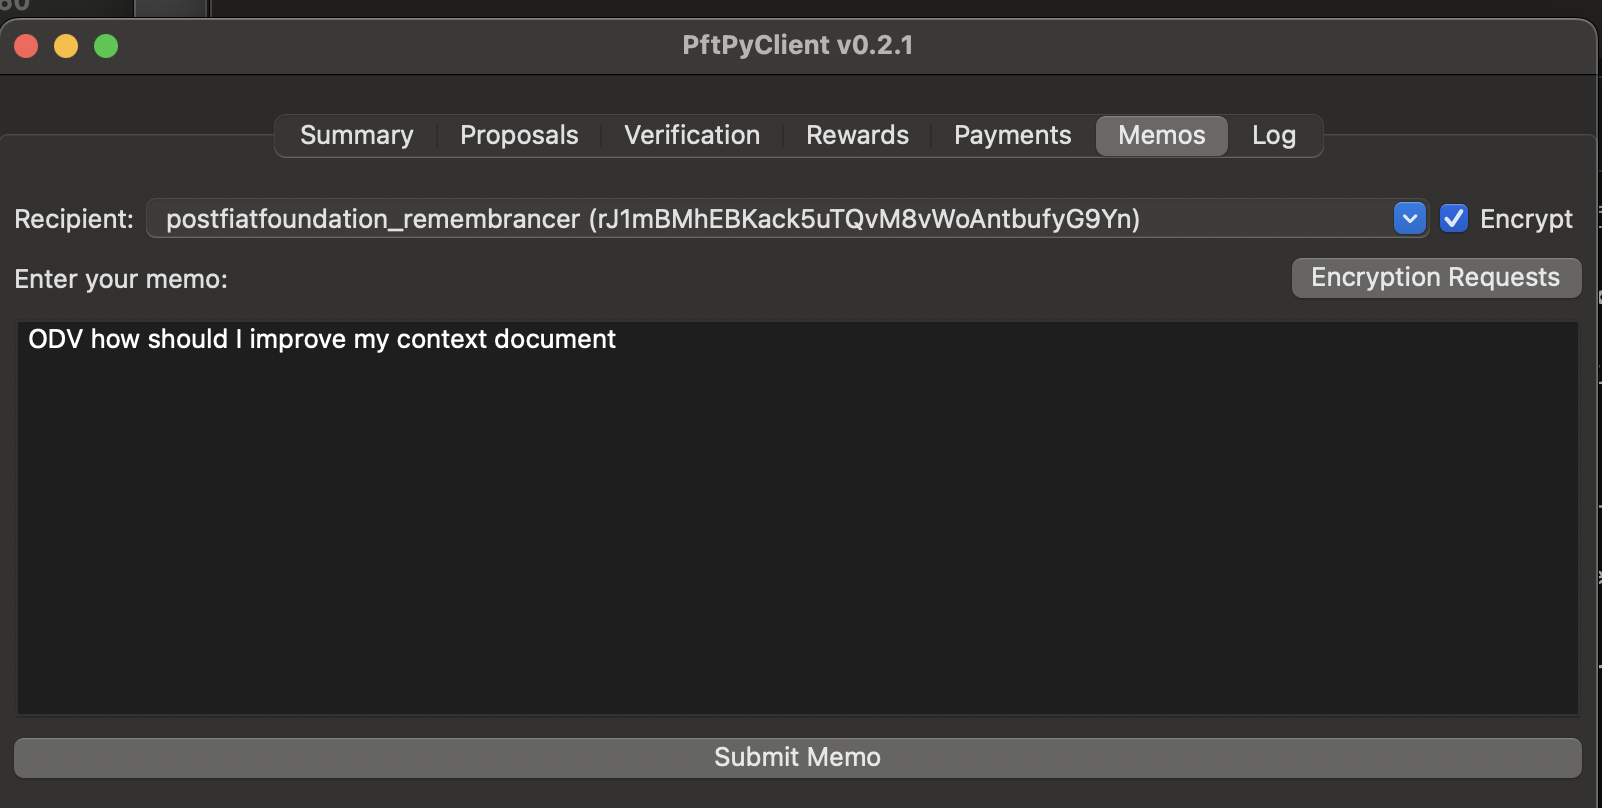 PftPyClient v0.2.1
Summary Proposals Verification Rewards Payments Memos Log
Recipient: postfiatfoundation_remembrancer (rJ1mBMhEBKack5uTQvM8vWoAntbufyG9Yn) Encrypt
Enter your memo: Encryption Requests
ODV how should I improve my context document
Submit Memo